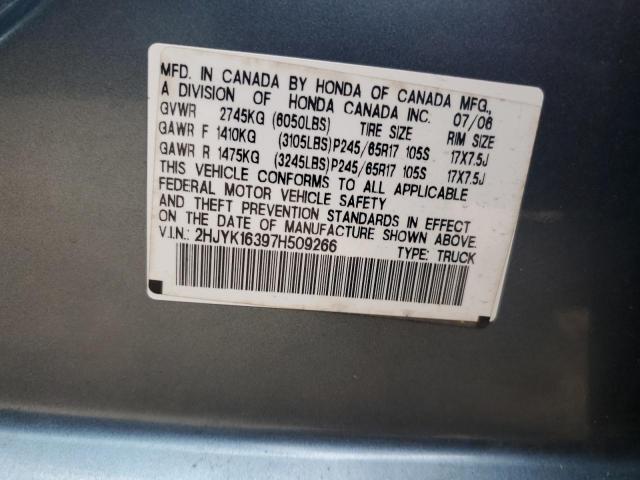 MFD. IN CANADA BY HONDA OF CANADA MFG.,
A DIVISION OF HONDA CANADA INC. 07/06
GVWR 2745KG (6050LBS) TIRE SIZE RIM SIZE
GAWR F 1410KG (3105LBS)P245/65R17 105S 17X7.5J
GAWR R 1475KG (3245LBS)P245/65R17 105S 17X7.5J
THIS VEHICLE CONFORMS TO ALL APPLICABLE
FEDERAL MOTOR VEHICLE SAFETY
AND THEFT PREVENTION STANDARDS IN EFFECT
ON THE DATE OF MANUFACTURE SHOWN ABOVE.
V.I.N.: 2HJYK16397H509266 TYPE: TRUCK